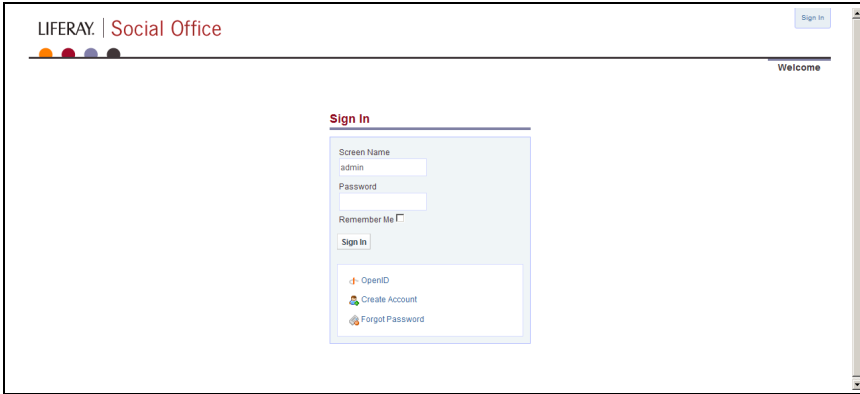 LIFERAY. | Social Office
Sign In
Welcome
Sign In
Screen Name
admin
Password
Remember Me
Sign In
OpenID
Create Account
Forgot Password